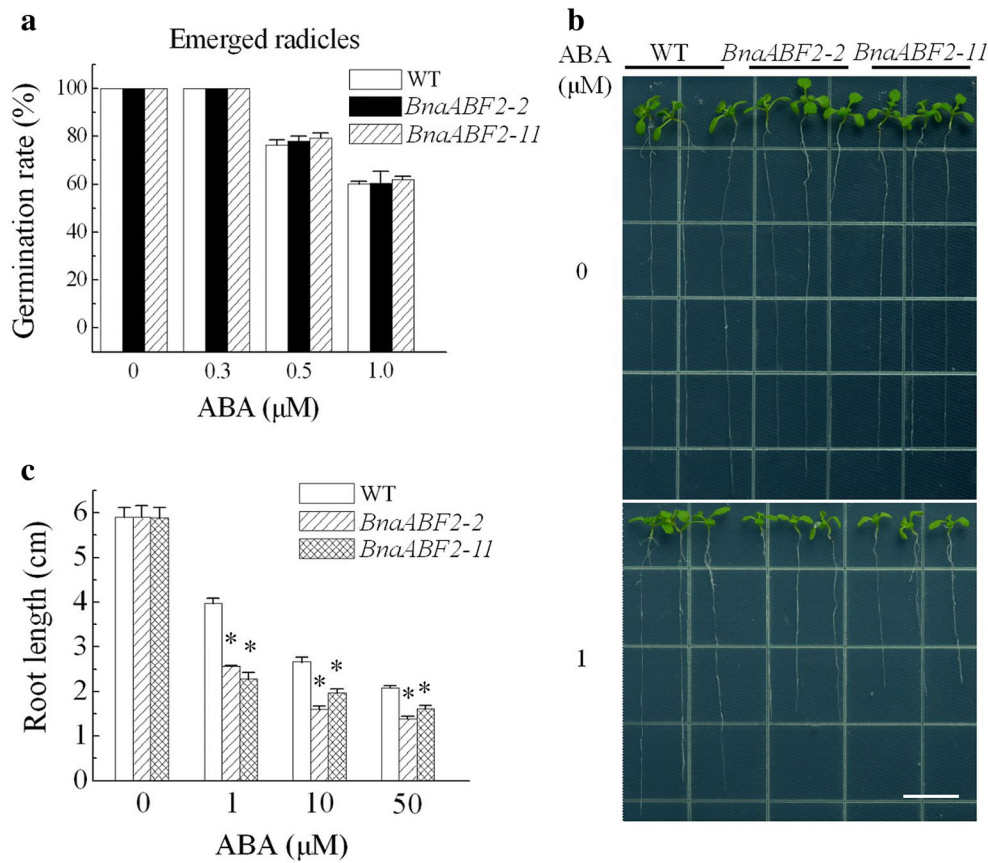 a
Emerged radicles
WT
BnaABF2-2
BnaABF2-11
Germination rate (%)
100
80
60
40
20
0
0 0.3 0.5 1.0
ABA (μM)
b
ABA
(μM)
WT BnaABF2-2 BnaABF2-11
0
1
c
WT
BnaABF2-2
BnaABF2-11
Root length (cm)
6
5
4
3
2
1
0
* *
* *
* *
0 1 10 50
ABA (μM)